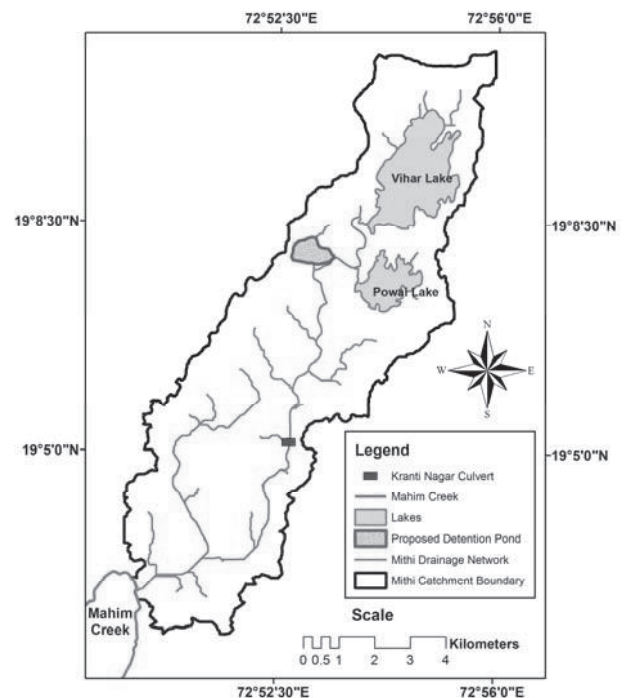 72°52'30"E
72°56'0"E
Vihar Lake
19°8'30"N
19°8'30"N
Powai Lake
N
W
E
S
19°5'0"N
19°5'0"N
Legend
Kranti Nagar Culvert
Mahim Creek
Lakes
Proposed Detention Pond
Mithi Drainage Network
Mithi Catchment Boundary
Mahim
Creek
Scale
Kilometers
0 0.5 1 2 3 4
72°52'30"E
72°56'0"E